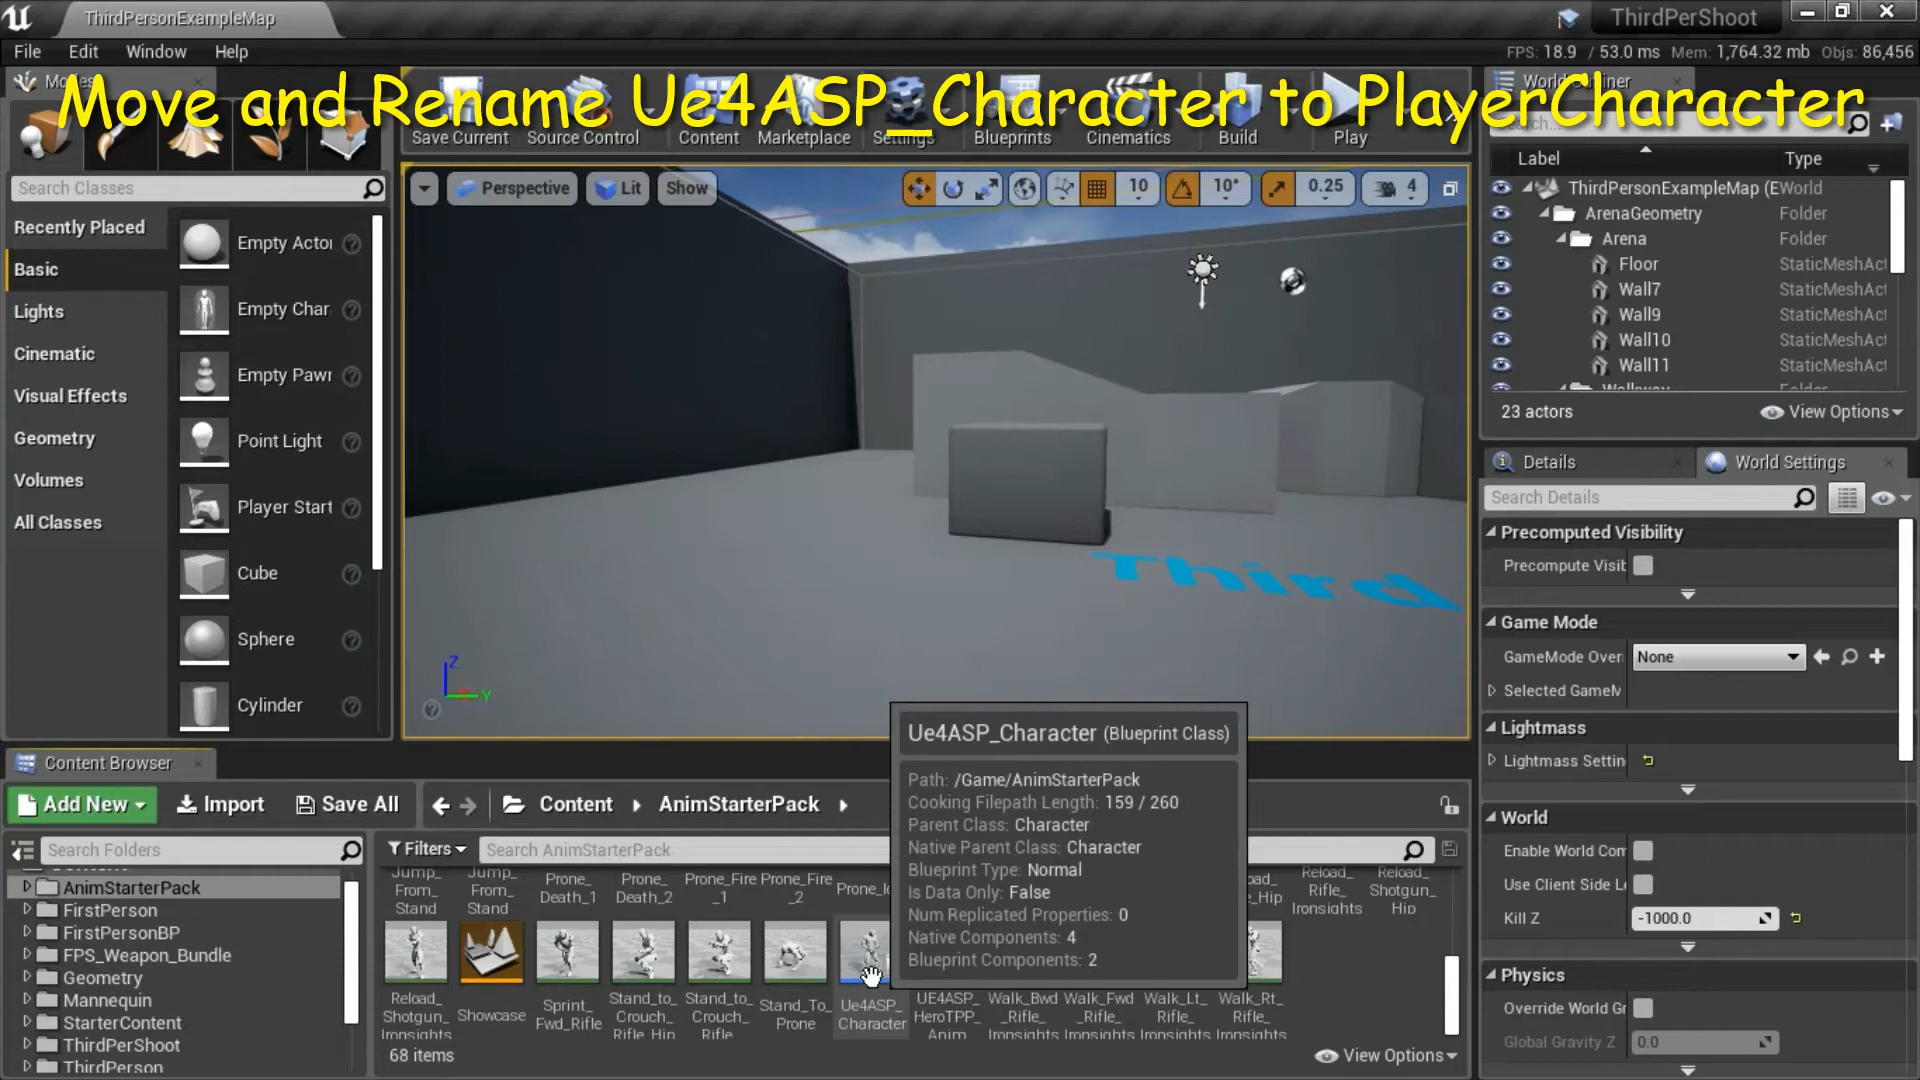 ThirdPersonExampleMap
ThirdPerShoot
File Edit Window Help
FPS: 18.9 / 53.0 ms Mem: 1,764.32 mb Objs: 86,456
Move and Rename Ue4ASP_Character to PlayerCharacter
Save Current Source Control Content Marketplace Settings Blueprints Cinematics Build Play
Search Classes
Recently Placed
Basic
Lights
Cinematic
Visual Effects
Geometry
Volumes
All Classes
Empty Actor
Empty Char
Empty Pawn
Point Light
Player Start
Cube
Sphere
Cylinder
Perspective Lit Show
10 10° 0.25 4
Third
Z
Y
Label Type
ThirdPersonExampleMap (E World
ArenaGeometry Folder
Arena Folder
Floor StaticMeshAct
Wall7 StaticMeshAct
Wall9 StaticMeshAct
Wall10 StaticMeshAct
Wall11 StaticMeshAct
23 actors View Options
Details World Settings
Search Details
Precomputed Visibility
Precompute Visib
Game Mode
GameMode Over None
Selected GameM
Lightmass
Lightmass Settin
World
Enable World Com
Use Client Side L
Kill Z -1000.0
Physics
Override World Gr
Global Gravity Z 0.0
Content Browser
Add New Import Save All Content AnimStarterPack
Search Folders
AnimStarterPack
FirstPerson
FirstPersonBP
FPS_Weapon_Bundle
Geometry
Mannequin
StarterContent
ThirdPerShoot
ThirdPerson
Filters Search AnimStarterPack
Jump_From_Stand
Jump_From_Stand
Prone_Death_1
Prone_Death_2
Prone_Fire_1
Prone_Fire_2
Reload_Rifle_Ironsights
Reload_Shotgun_Hip
Reload_Shotgun_Ironsights
Showcase
Sprint_Fwd_Rifle
Stand_to_Crouch_Rifle_Hip
Stand_to_Crouch_Rifle_
Stand_To_Prone
Ue4ASP_Character
UE4ASP_HeroTPP_Anim
Walk_Bwd_Rifle_Ironsights
Walk_Fwd_Rifle_Ironsights
Walk_Lt_Rifle_Ironsights
Walk_Rt_Rifle_Ironsights
68 items View Options
Ue4ASP_Character (Blueprint Class)
Path: /Game/AnimStarterPack
Cooking Filepath Length: 159 / 260
Parent Class: Character
Native Parent Class: Character
Blueprint Type: Normal
Is Data Only: False
Num Replicated Properties: 0
Native Components: 4
Blueprint Components: 2